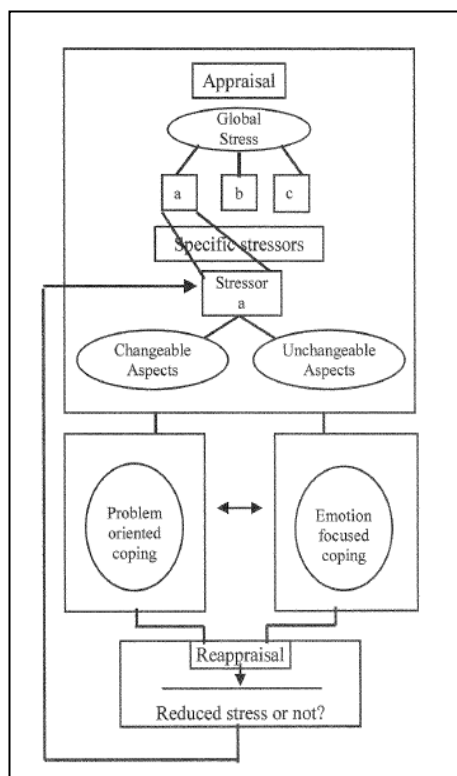 Appraisal
Global
Stress
a
b
c
Specific stressors
Stressor
a
Changeable
Aspects
Unchangeable
Aspects
Problem
oriented
coping
Emotion
focused
coping
Reappraisal
Reduced stress or not?